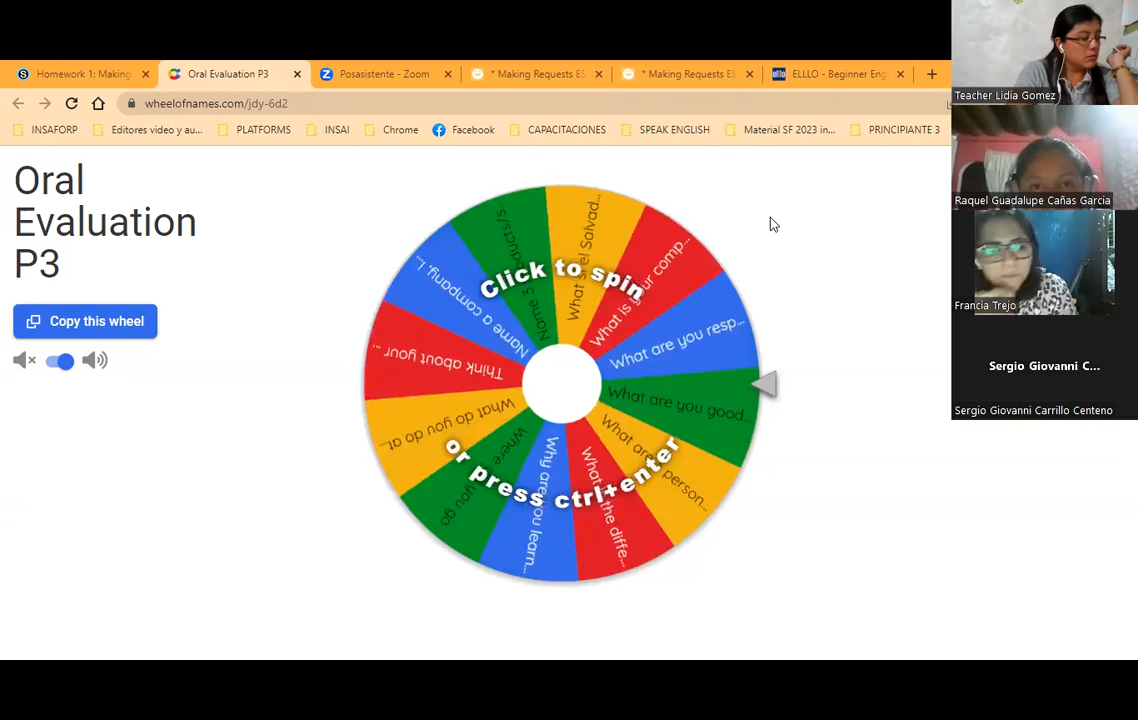 Homework 1: Making
Oral Evaluation P3
Posasistente - Zoom
* Making Requests ES
* Making Requests ES
ELLLO - Beginner Eng
wheelofnames.com/jdy-6d2
INSAFORP
Editores video y au...
PLATFORMS
INSAI
Chrome
Facebook
CAPACITACIONES
SPEAK ENGLISH
Material SF 2023 in...
PRINCIPIANTE 3
Teacher Lidia Gomez
Raquel Guadalupe Cañas Garcia
Francia Trejo
Sergio Giovanni C...
Sergio Giovanni Carrillo Centeno
Oral
Evaluation
P3
Copy this wheel
Click to spin
or press ctrl+enter
What are you good...
What are you resp...
What is ur comp...
What el Salvad...
Name 3 oducts/s...
Name a company, l...
Think about your ...
What do you do at...
Where you go
Why are you learn...
What the diffe...
What are person...